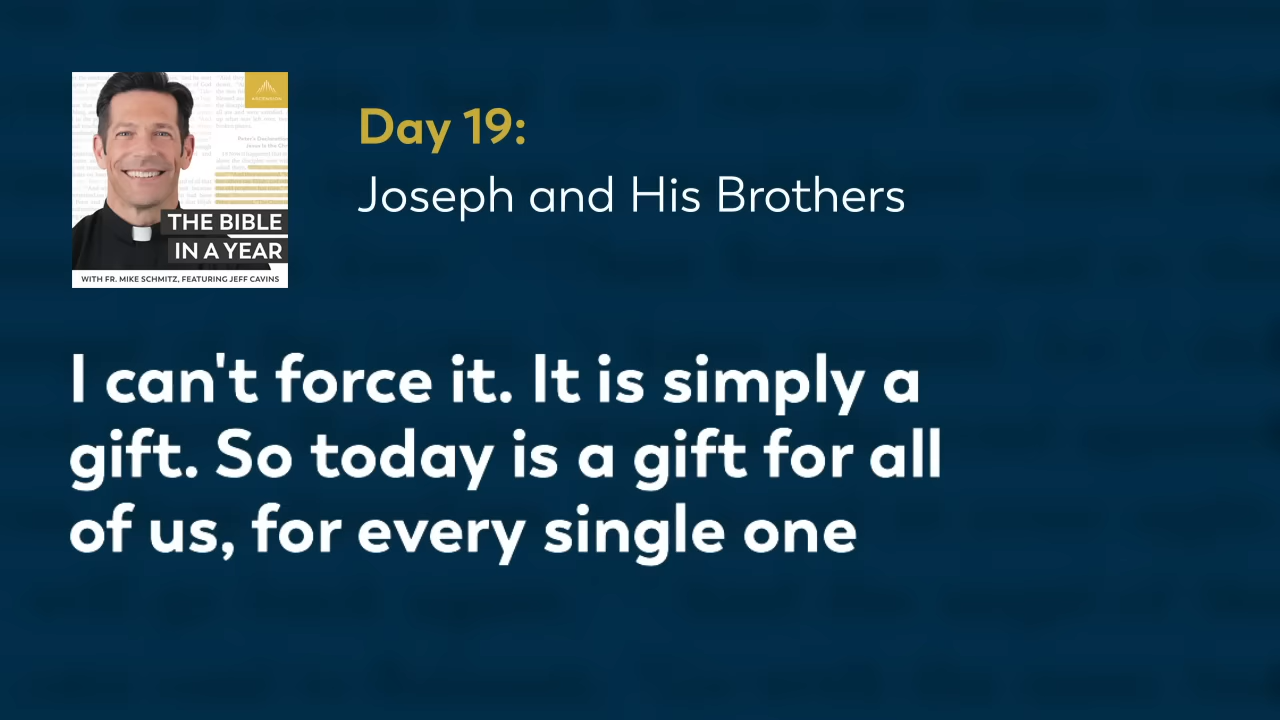 ASCENSION
THE BIBLE
IN A YEAR
WITH FR. MIKE SCHMITZ, FEATURING JEFF CAVINS
Day 19:
Joseph and His Brothers
I can't force it. It is simply a
gift. So today is a gift for all
of us, for every single one